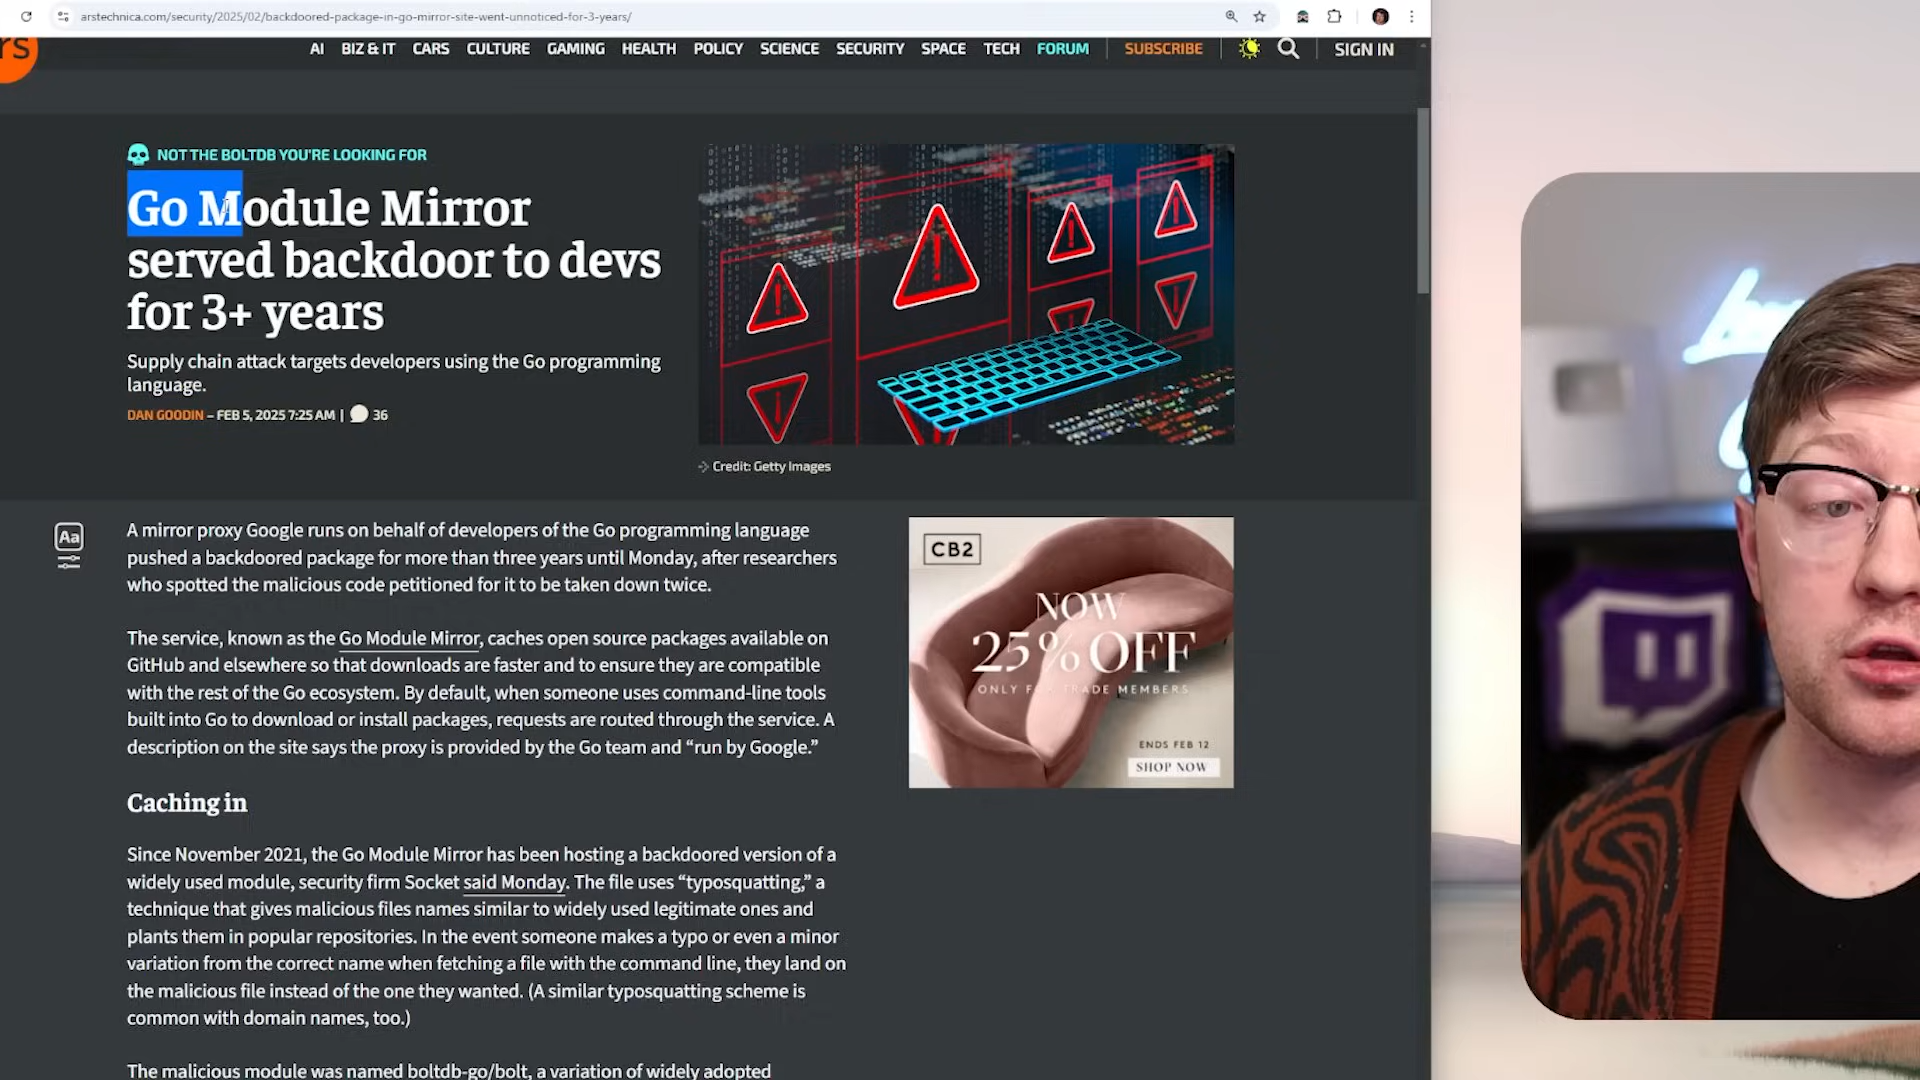 arstechnica.com/security/2025/02/backdoored-package-in-go-mirror-site-went-unnoticed-for-3-years/
rs
AI BIZ & IT CARS CULTURE GAMING HEALTH POLICY SCIENCE SECURITY SPACE TECH FORUM SUBSCRIBE SIGN IN
NOT THE BOLTDB YOU'RE LOOKING FOR
Go Module Mirror
served backdoor to devs
for 3+ years
Supply chain attack targets developers using the Go programming
language.
DAN GOODIN – FEB 5, 2025 7:25 AM | 36
Credit: Getty Images
Aa
A mirror proxy Google runs on behalf of developers of the Go programming language
pushed a backdoored package for more than three years until Monday, after researchers
who spotted the malicious code petitioned for it to be taken down twice.
The service, known as the Go Module Mirror, caches open source packages available on
GitHub and elsewhere so that downloads are faster and to ensure they are compatible
with the rest of the Go ecosystem. By default, when someone uses command-line tools
built into Go to download or install packages, requests are routed through the service. A
description on the site says the proxy is provided by the Go team and “run by Google.”
Caching in
Since November 2021, the Go Module Mirror has been hosting a backdoored version of a
widely used module, security firm Socket said Monday. The file uses “typosquatting,” a
technique that gives malicious files names similar to widely used legitimate ones and
plants them in popular repositories. In the event someone makes a typo or even a minor
variation from the correct name when fetching a file with the command line, they land on
the malicious file instead of the one they wanted. (A similar typosquatting scheme is
common with domain names, too.)
The malicious module was named boltdb-go/bolt, a variation of widely adopted
CB2
NOW
25% OFF
ONLY FOR TRADE MEMBERS
ENDS FEB 12
SHOP NOW